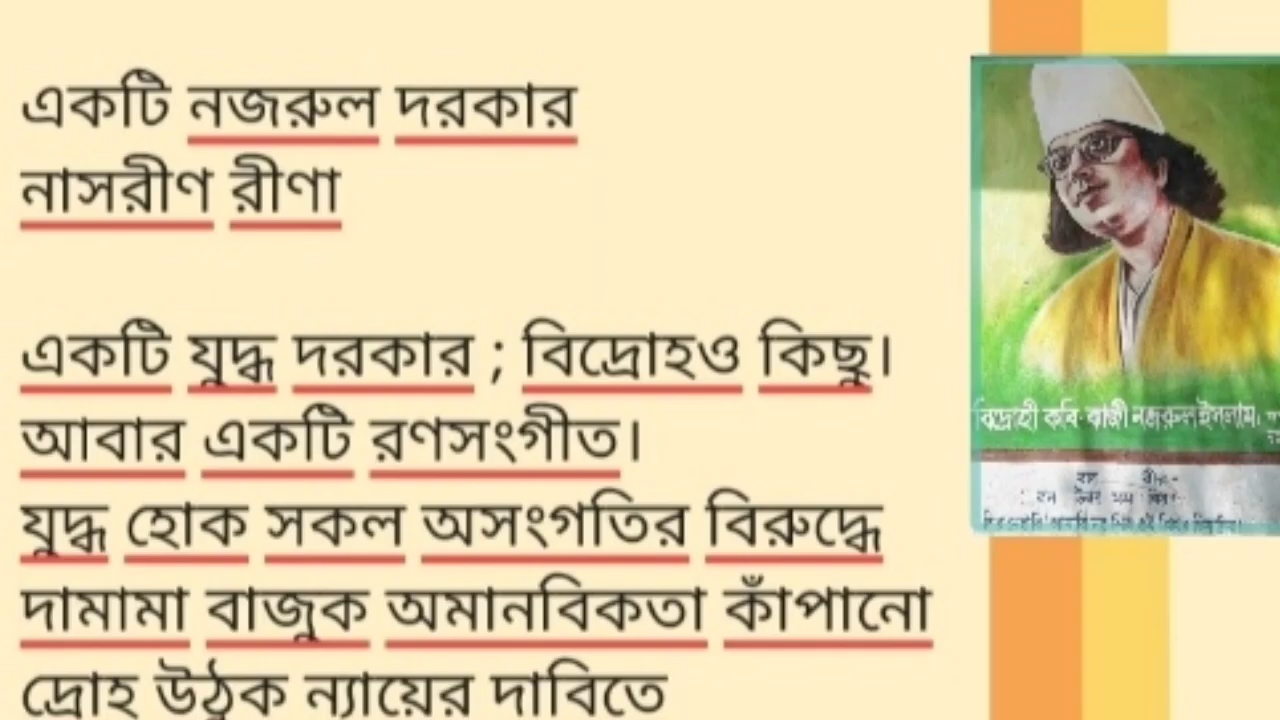 একটি নজরুল দরকার
নাসরীণ রীণা
একটি যুদ্ধ দরকার ; বিদ্রোহও কিছু।
আবার একটি রণসংগীত।
যুদ্ধ হোক সকল অসংগতির বিরুদ্ধে
দামামা বাজুক অমানবিকতা কাঁপানো
দ্রোহ উঠুক ন্যায়ের দাবিতে
বিদ্রোহী কবি কাজী নজরুল ইসলাম